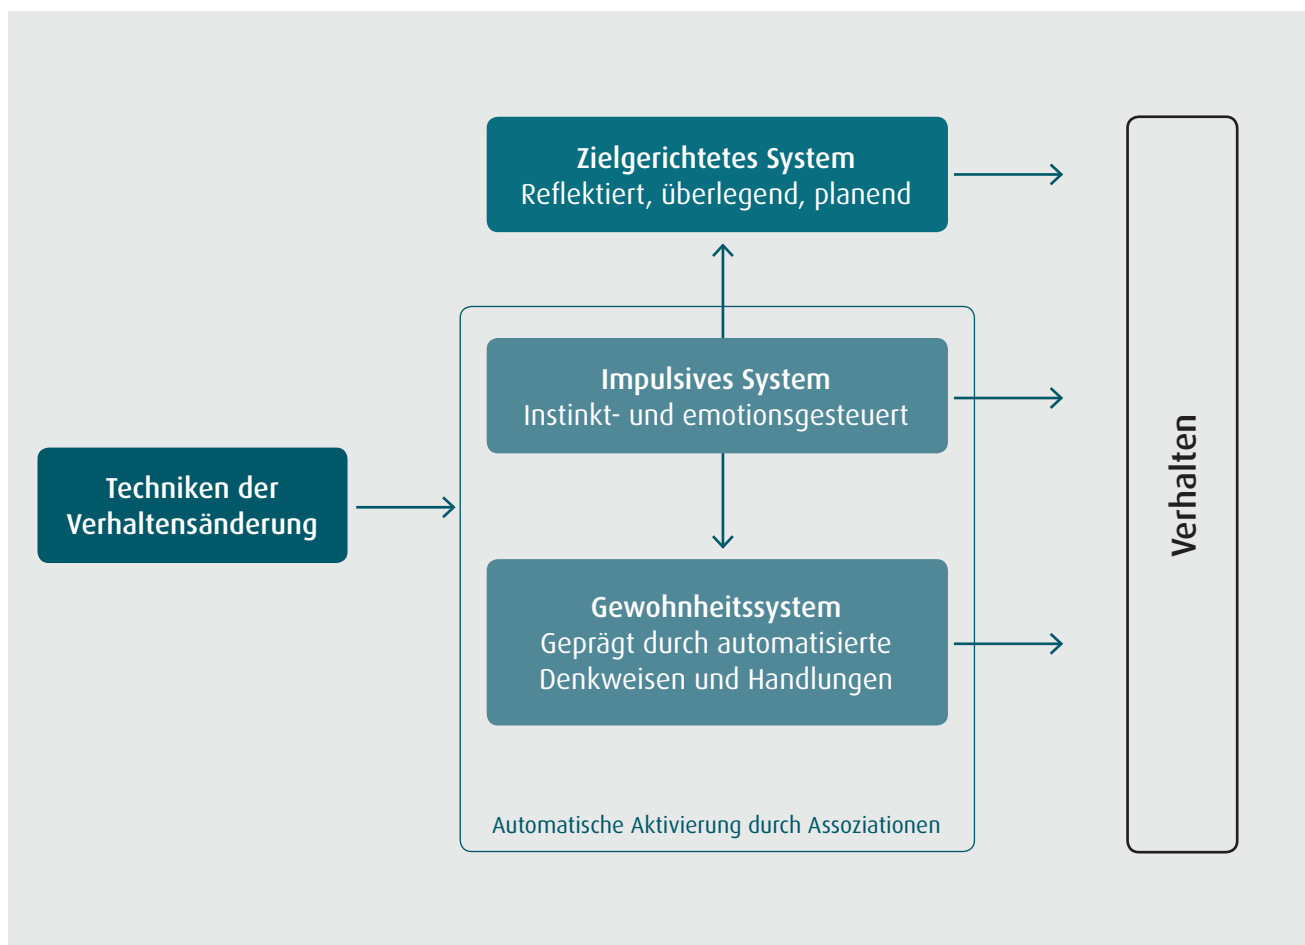 Zielgerichtetes System
Reflektiert, überlegend, planend
Impulsives System
Instinkt- und emotionsgesteuert
Techniken der
Verhaltensänderung
Gewohnheitssystem
Geprägt durch automatisierte
Denkweisen und Handlungen
Automatische Aktivierung durch Assoziationen
Verhalten